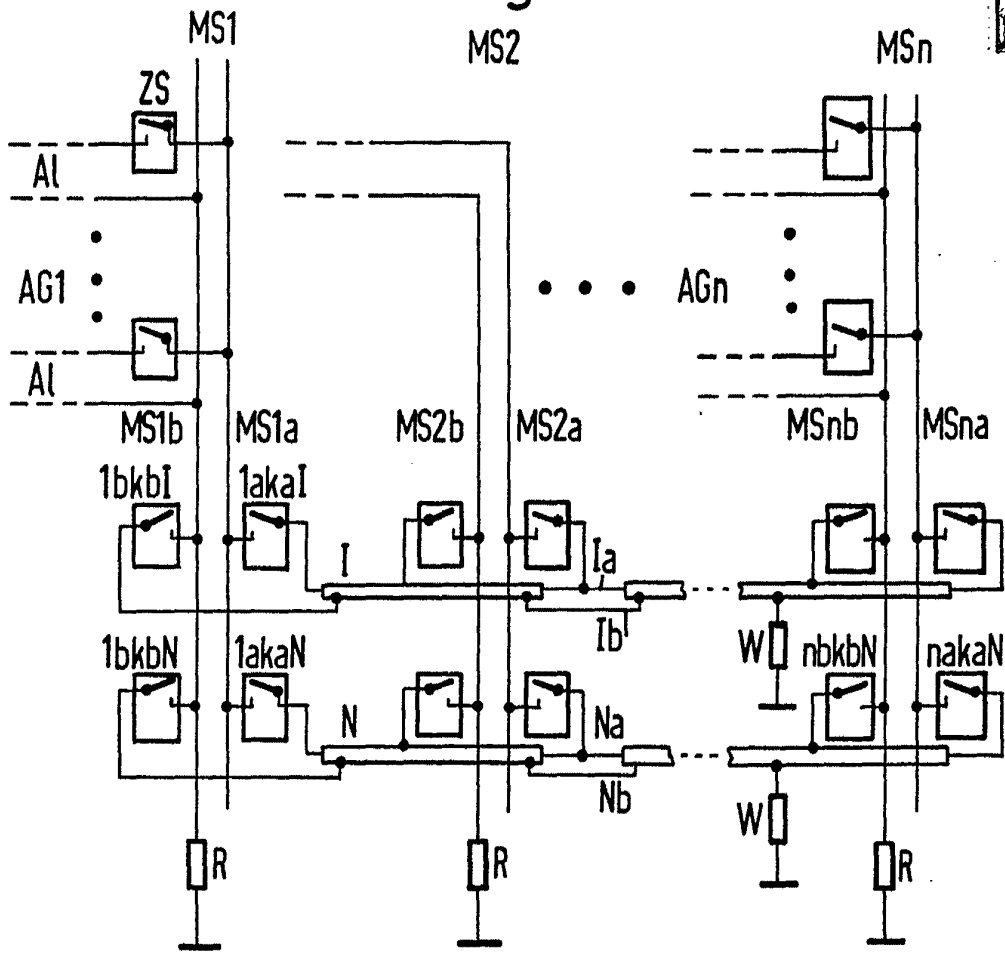 g
MS1
MS2
MSn
ZS
Al
AG1
AGn
Al
MS1b
MS1a
MS2b
MS2a
MSnb
MSna
1bkbI
1akaI
I
Ia
Ib
1bkbN
1akaN
W
nbkbN
nakaN
N
Na
Nb
W
R
R
R